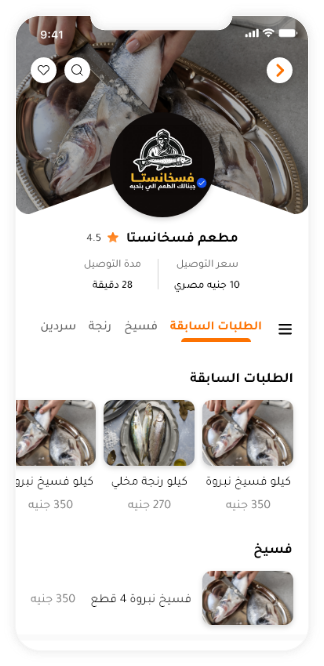 9:41
فسخانستا
جبنالك الطعم الي بتحبه
مطعم فسخانستا 4.5
سعر التوصيل مدة التوصيل
10 جنيه مصري 28 دقيقة
الطلبات السابقة فسيخ رنجة سردين
الطلبات السابقة
كيلو فسيخ نبروة كيلو رنجة مخلي كيلو فسيخ نبرو
350 جنيه 270 جنيه 350 جنيه
فسيخ
فسيخ نبروة 4 قطع 350 جنيه